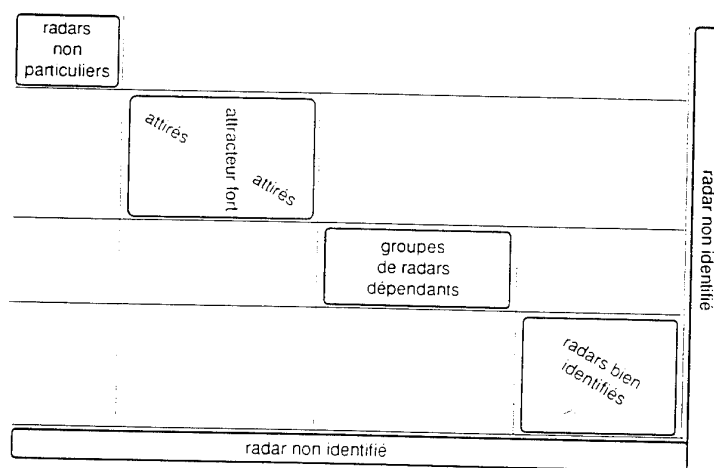 radars
non
particuliers
attirés
attracteur fort
attirés
groupes
de radars
dépendants
radars bien
identifiés
radar non identifié
radar non identifié